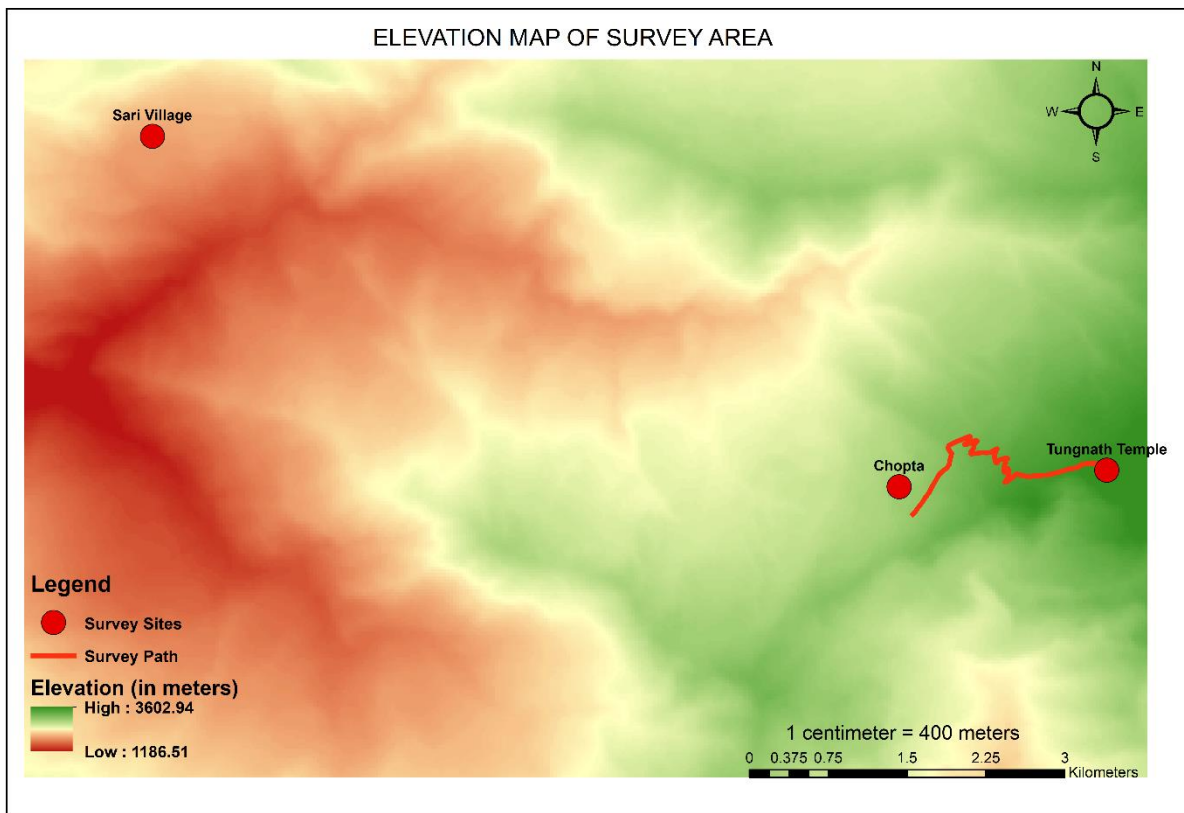 ELEVATION MAP OF SURVEY AREA
N
W E
S
Sari Village
Tungnath Temple
Chopta
Legend
Survey Sites
Survey Path
Elevation (in meters)
High : 3602.94
Low : 1186.51
1 centimeter = 400 meters
0 0.375 0.75 1.5 2.25 3
Kilometers